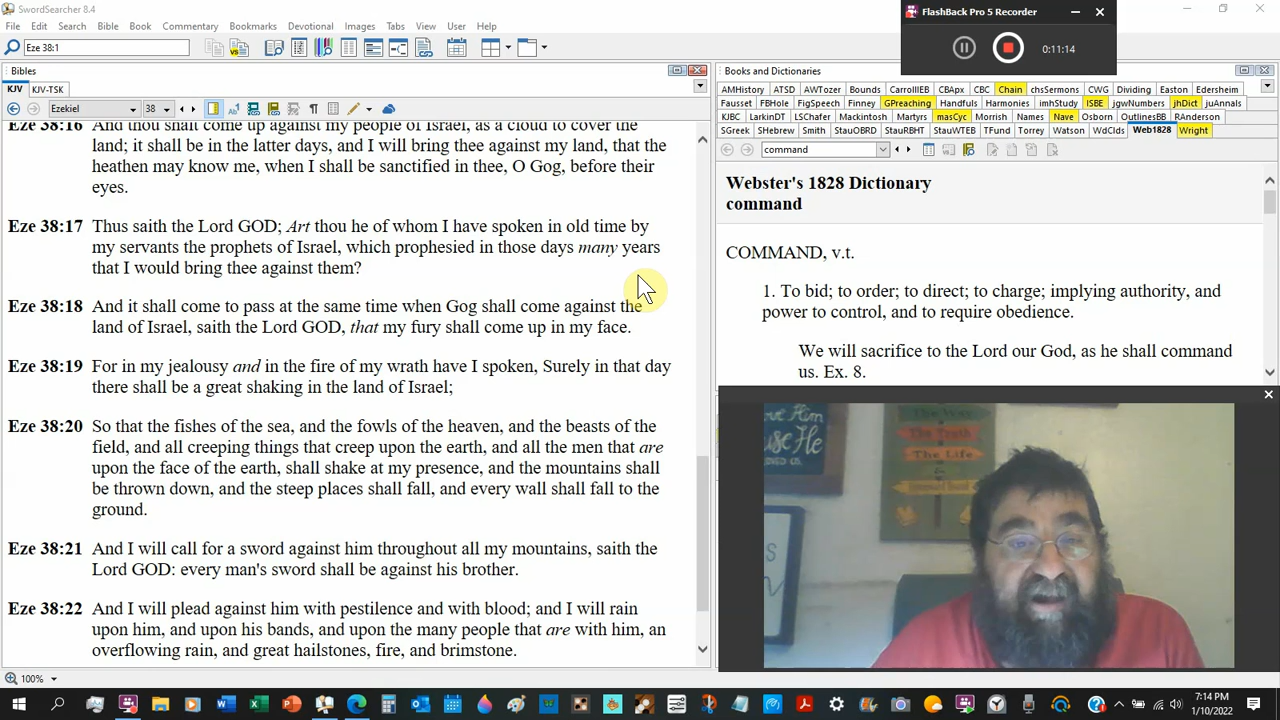 SwordSearcher 8.4
File Edit Search Bible Book Commentary Bookmarks Devotional Images Tabs View User Help
Eze 38:1
Bibles
KJV KJV-TSK
Ezekiel 38
Eze 38:16 And thou shalt come up against my people of Israel, as a cloud to cover the
land; it shall be in the latter days, and I will bring thee against my land, that the
heathen may know me, when I shall be sanctified in thee, O Gog, before their
eyes.
Eze 38:17 Thus saith the Lord GOD; Art thou he of whom I have spoken in old time by
my servants the prophets of Israel, which prophesied in those days many years
that I would bring thee against them?
Eze 38:18 And it shall come to pass at the same time when Gog shall come against the
land of Israel, saith the Lord GOD, that my fury shall come up in my face.
Eze 38:19 For in my jealousy and in the fire of my wrath have I spoken, Surely in that day
there shall be a great shaking in the land of Israel;
Eze 38:20 So that the fishes of the sea, and the fowls of the heaven, and the beasts of the
field, and all creeping things that creep upon the earth, and all the men that are
upon the face of the earth, shall shake at my presence, and the mountains shall
be thrown down, and the steep places shall fall, and every wall shall fall to the
ground.
Eze 38:21 And I will call for a sword against him throughout all my mountains, saith the
Lord GOD: every man's sword shall be against his brother.
Eze 38:22 And I will plead against him with pestilence and with blood; and I will rain
upon him, and upon his bands, and upon the many people that are with him, an
overflowing rain, and great hailstones, fire, and brimstone.
100%
FlashBack Pro 5 Recorder
0:11:14
Books and Dictionaries
AMHistory ATSD AWTozer Bounds CarrollIEB CBApx CBC Chain chsSermons CWG Dividing Easton Edersheim
Fausset FBHole FigSpeech Finney GPreaching Handfuls Harmonies imhStudy ISBE jgwNumbers jhDict juAnnals
KJBC LarkinDT LSChafer Mackintosh Martyrs masCyc Morrish Names Nave Osborn OutlinesBB RAnderson
SGreek SHebrew Smith StauOBRD StauRBHT StauWTEB TFund Torrey Watson WdClds Web1828 Wright
command
Webster's 1828 Dictionary
command
COMMAND, v.t.
1. To bid; to order; to direct; to charge; implying authority, and
power to control, and to require obedience.
We will sacrifice to the Lord our God, as he shall command
us. Ex. 8.
The Way
The Truth
The Life
7:14 PM
1/10/2022